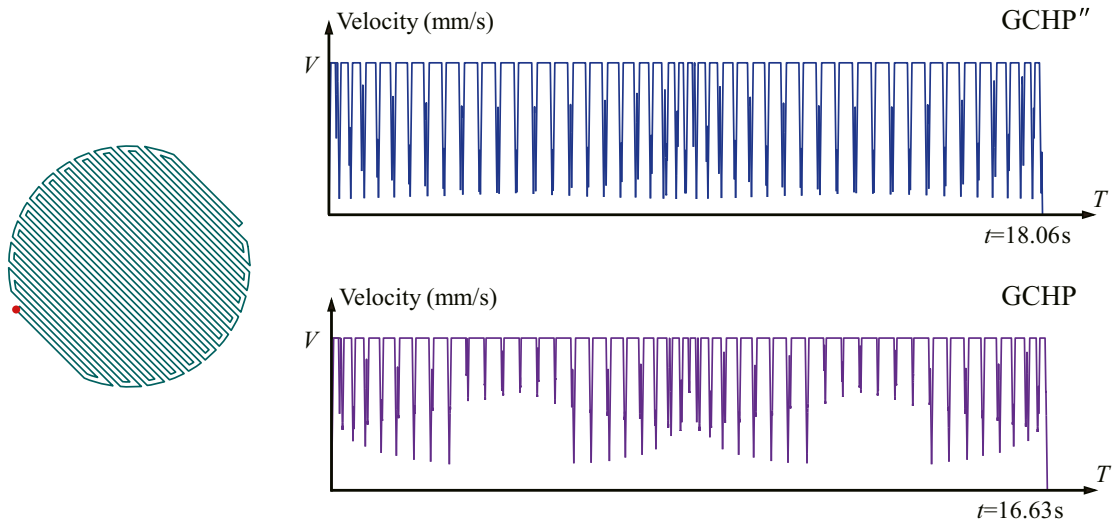 Velocity (mm/s)
GCHP″
V
T
t=18.06s
Velocity (mm/s)
GCHP
V
T
t=16.63s